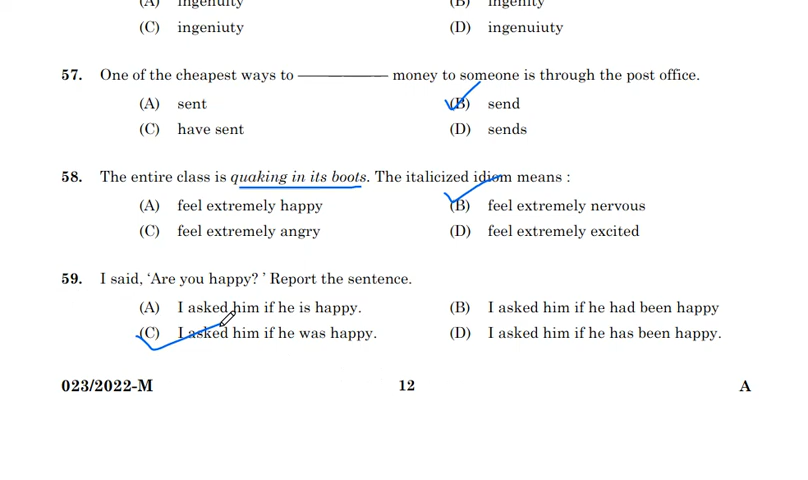 (A) ingenuity (B) ingenity
(C) ingeniuty (D) ingenuiuty
57. One of the cheapest ways to ———— money to someone is through the post office.
(A) sent (B) send
(C) have sent (D) sends
58. The entire class is quaking in its boots. The italicized idiom means :
(A) feel extremely happy (B) feel extremely nervous
(C) feel extremely angry (D) feel extremely excited
59. I said, ‘Are you happy? ’ Report the sentence.
(A) I asked him if he is happy. (B) I asked him if he had been happy
(C) I asked him if he was happy. (D) I asked him if he has been happy.
023/2022-M 12 A